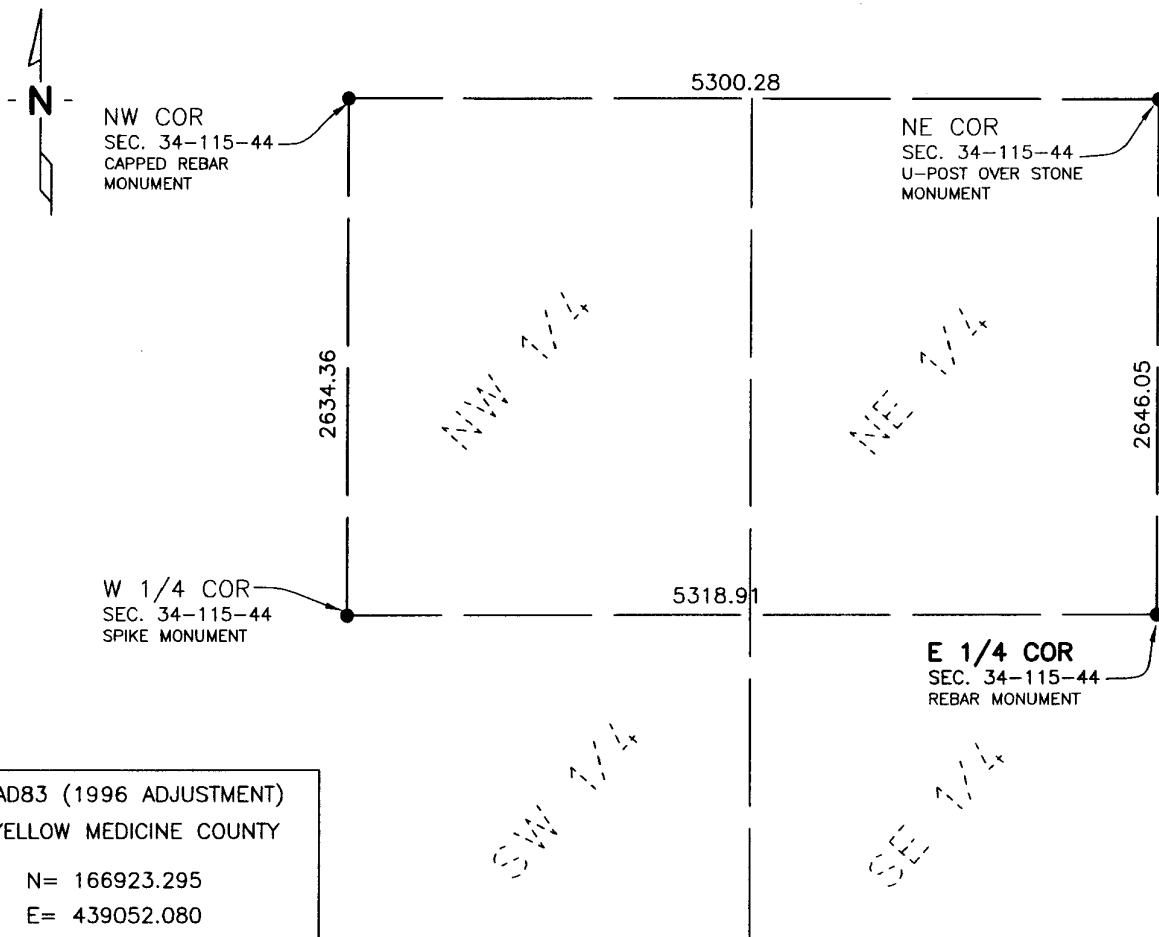 N
5300.28
NW COR
SEC. 34-115-44
CAPPED REBAR
MONUMENT
NE COR
SEC. 34-115-44
U-POST OVER STONE
MONUMENT
NW 1/4
NE 1/4
2634.36
2646.05
W 1/4 COR
SEC. 34-115-44
SPIKE MONUMENT
5318.91
E 1/4 COR
SEC. 34-115-44
REBAR MONUMENT
SW 1/4
SE 1/4
AD83 (1996 ADJUSTMENT)
YELLOW MEDICINE COUNTY
N= 166923.295
E= 439052.080